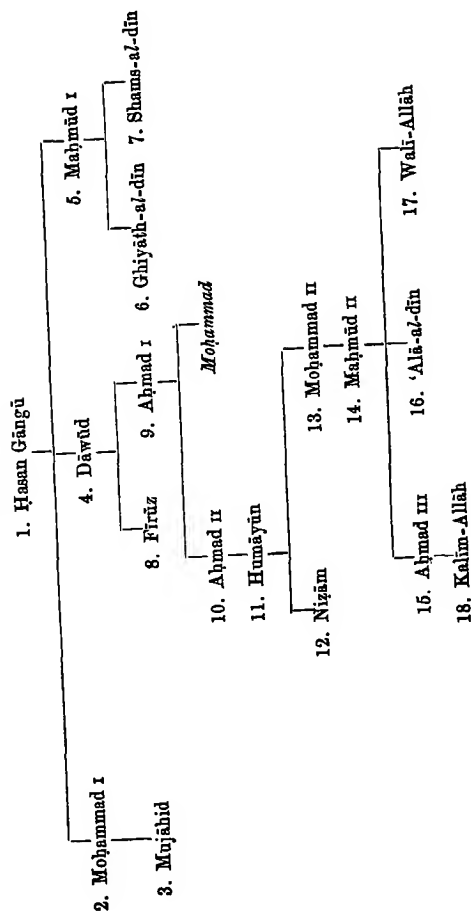 1. Ḥasan Gāngū
2. Moḥammad I 4. Dāwūd 5. Maḥmūd I
3. Mujāhid 8. Fīrūz 9. Aḥmad I 6. Ghiyāth-al-dīn 7. Shams-al-dīn
10. Aḥmad II Moḥammad
11. Humāyūn
12. Niẓām 13. Moḥammad II
14. Maḥmūd II
15. Aḥmad III 16. ‘Alā-al-dīn 17. Walī-Allāh
18. Kalīm-Allāh